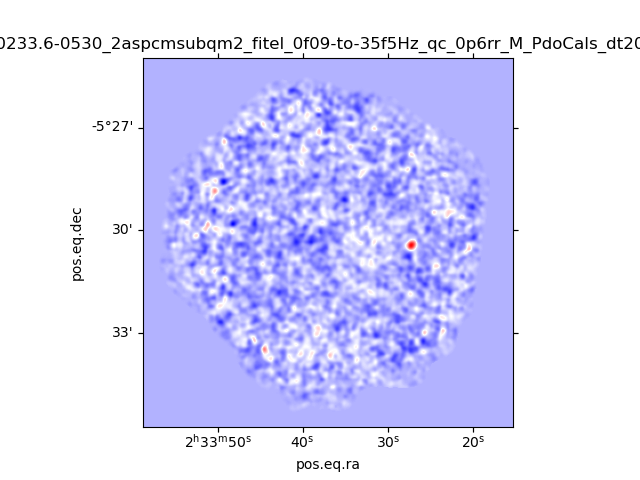 0233.6-0530_2aspcmsubqm2_fitel_0f09-to-35f5Hz_qc_0p6rr_M_PdoCals_dt20
-5°27'
30'
33'
pos.eq.dec
2ʰ33ᵐ50ˢ 40ˢ 30ˢ 20ˢ
pos.eq.ra